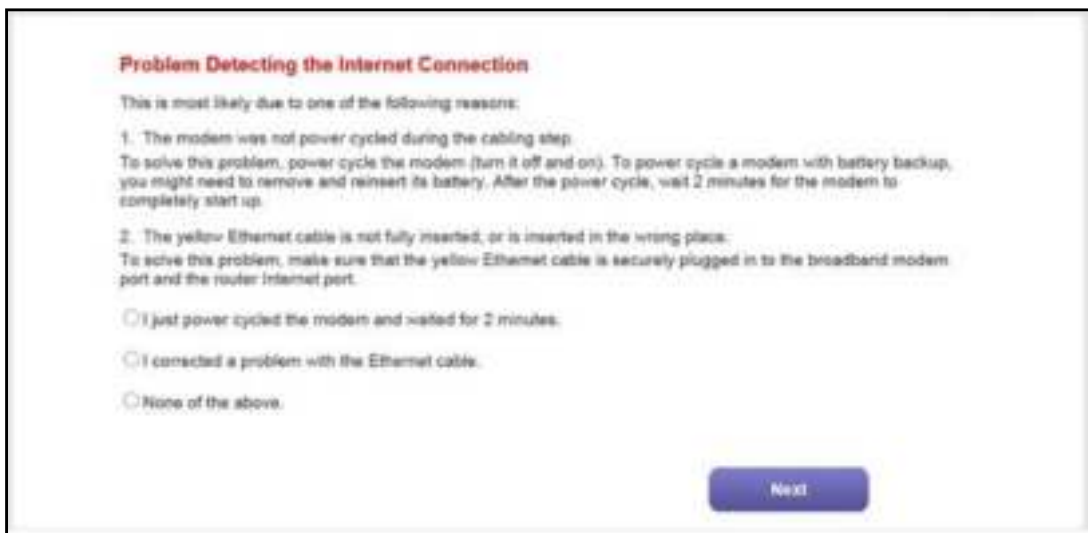 Problem Detecting the Internet Connection
This is most likely due to one of the following reasons:
1. The modem was not power cycled during the cabling step.
To solve this problem, power cycle the modem (turn it off and on). To power cycle a modem with battery backup,
you might need to remove and reinsert its battery. After the power cycle, wait 2 minutes for the modem to
completely start up.
2. The yellow Ethernet cable is not fully inserted, or is inserted in the wrong place.
To solve this problem, make sure that the yellow Ethernet cable is securely plugged in to the broadband modem
port and the router Internet port.
I just power cycled the modem and waited for 2 minutes.
I corrected a problem with the Ethernet cable.
None of the above.
Next